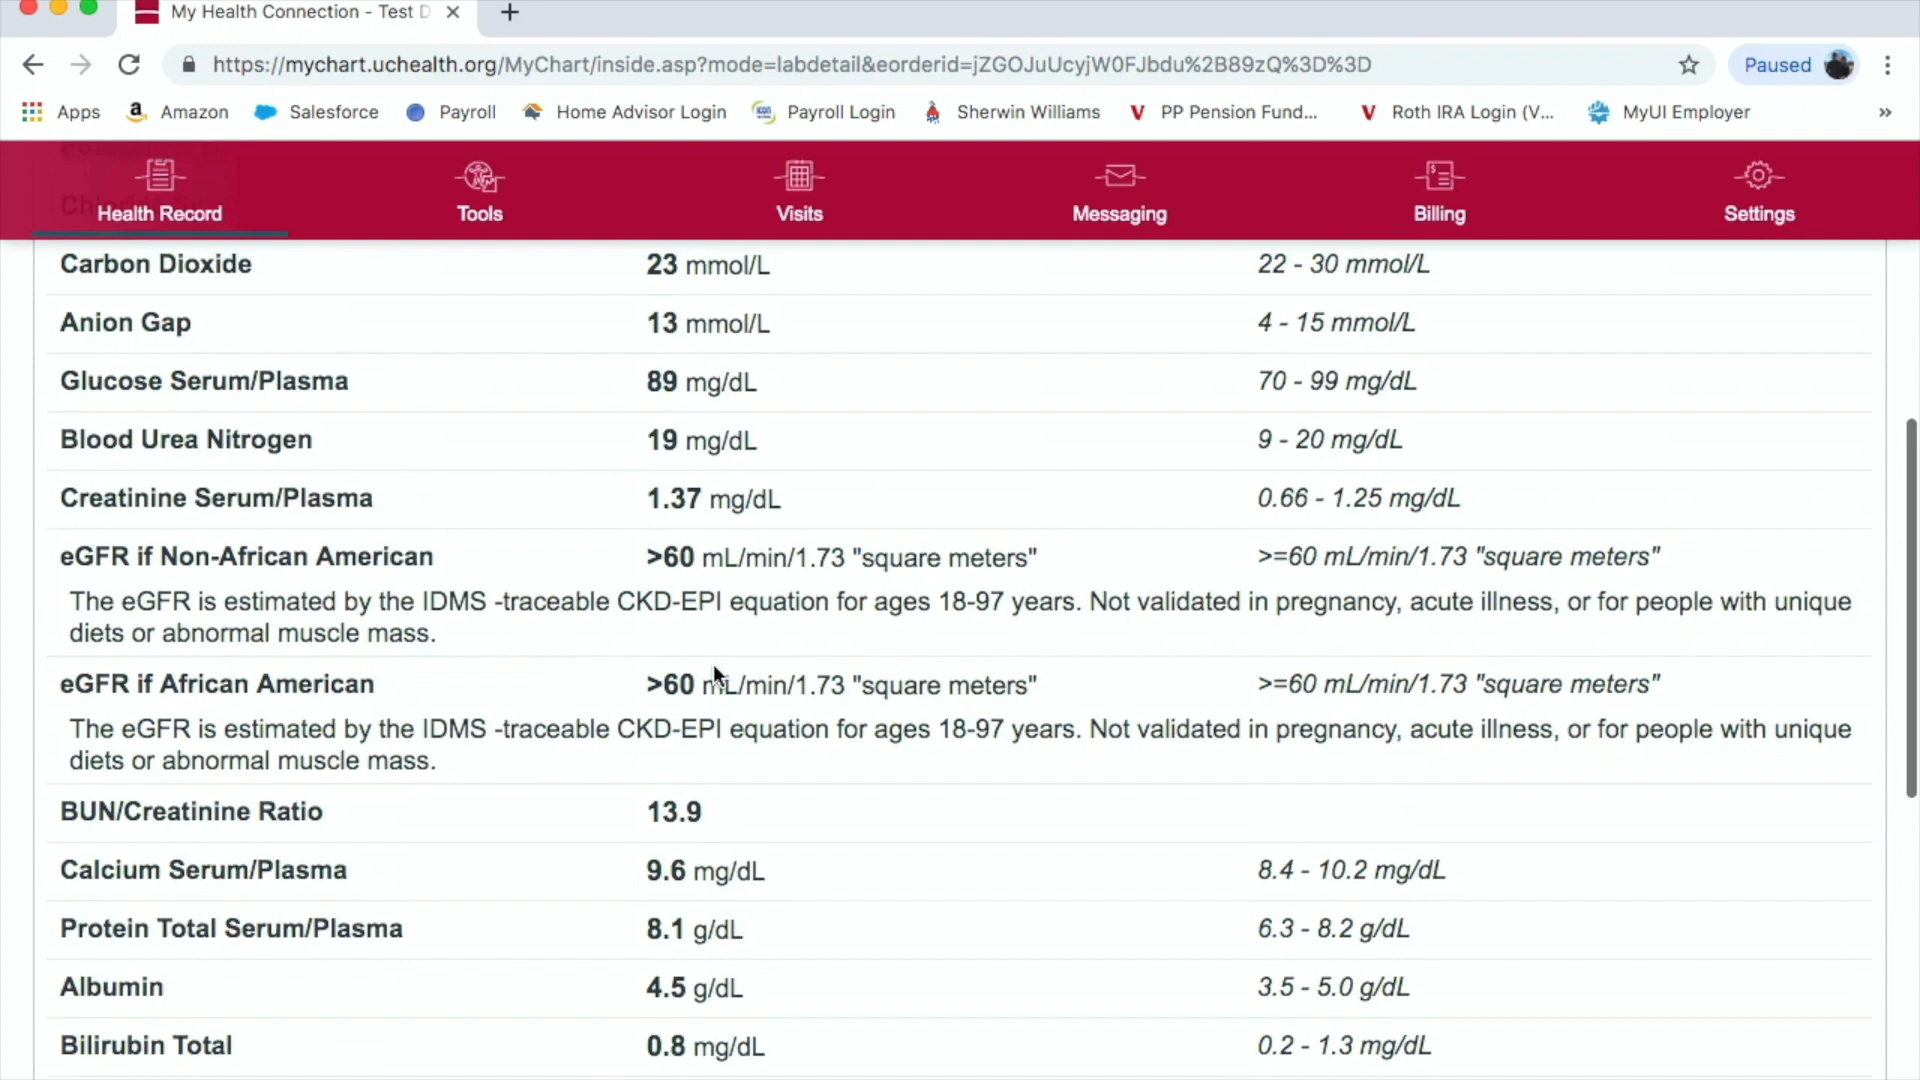 My Health Connection - Test D
https://mychart.uchealth.org/MyChart/inside.asp?mode=labdetail&eorderid=jZGOJuUcyjW0FJbdu%2B89zQ%3D%3D
Paused
Apps Amazon Salesforce Payroll Home Advisor Login Payroll Login Sherwin Williams PP Pension Fund... Roth IRA Login (V... MyUI Employer »
Health Record Tools Visits Messaging Billing Settings
Carbon Dioxide 23 mmol/L 22 - 30 mmol/L
Anion Gap 13 mmol/L 4 - 15 mmol/L
Glucose Serum/Plasma 89 mg/dL 70 - 99 mg/dL
Blood Urea Nitrogen 19 mg/dL 9 - 20 mg/dL
Creatinine Serum/Plasma 1.37 mg/dL 0.66 - 1.25 mg/dL
eGFR if Non-African American >60 mL/min/1.73 "square meters" >=60 mL/min/1.73 "square meters"
The eGFR is estimated by the IDMS -traceable CKD-EPI equation for ages 18-97 years. Not validated in pregnancy, acute illness, or for people with unique
diets or abnormal muscle mass.
eGFR if African American >60 mL/min/1.73 "square meters" >=60 mL/min/1.73 "square meters"
The eGFR is estimated by the IDMS -traceable CKD-EPI equation for ages 18-97 years. Not validated in pregnancy, acute illness, or for people with unique
diets or abnormal muscle mass.
BUN/Creatinine Ratio 13.9
Calcium Serum/Plasma 9.6 mg/dL 8.4 - 10.2 mg/dL
Protein Total Serum/Plasma 8.1 g/dL 6.3 - 8.2 g/dL
Albumin 4.5 g/dL 3.5 - 5.0 g/dL
Bilirubin Total 0.8 mg/dL 0.2 - 1.3 mg/dL